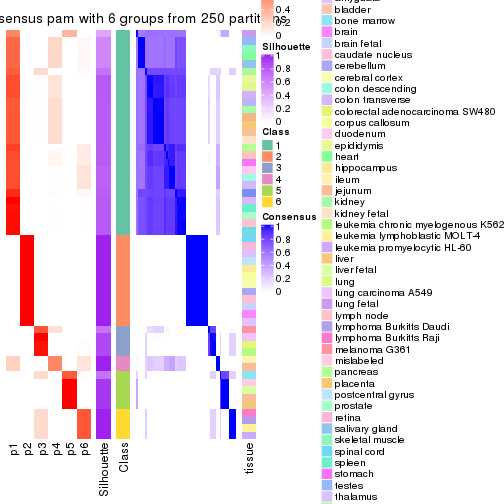 sensus pam with 6 groups from 250 partitions
0.4
0.2
0
Silhouette
1
0.8
0.6
0.4
0.2
0
Class
1
2
3
4
5
6
Consensus
1
0.8
0.6
0.4
0.2
0
bladder
bone marrow
brain
brain fetal
caudate nucleus
cerebellum
cerebral cortex
colon descending
colon transverse
colorectal adenocarcinoma SW480
corpus callosum
duodenum
epididymis
heart
hippocampus
ileum
jejunum
kidney
kidney fetal
leukemia chronic myelogenous K562
leukemia lymphoblastic MOLT-4
leukemia promyelocytic HL-60
liver
liver fetal
lung
lung carcinoma A549
lung fetal
lymph node
lymphoma Burkitts Daudi
lymphoma Burkitts Raji
melanoma G361
mislabeled
pancreas
placenta
postcentral gyrus
prostate
retina
salivary gland
skeletal muscle
spinal cord
spleen
stomach
testes
thalamus
p1
p2
p3
p4
p5
p6
Silhouette
Class
tissue